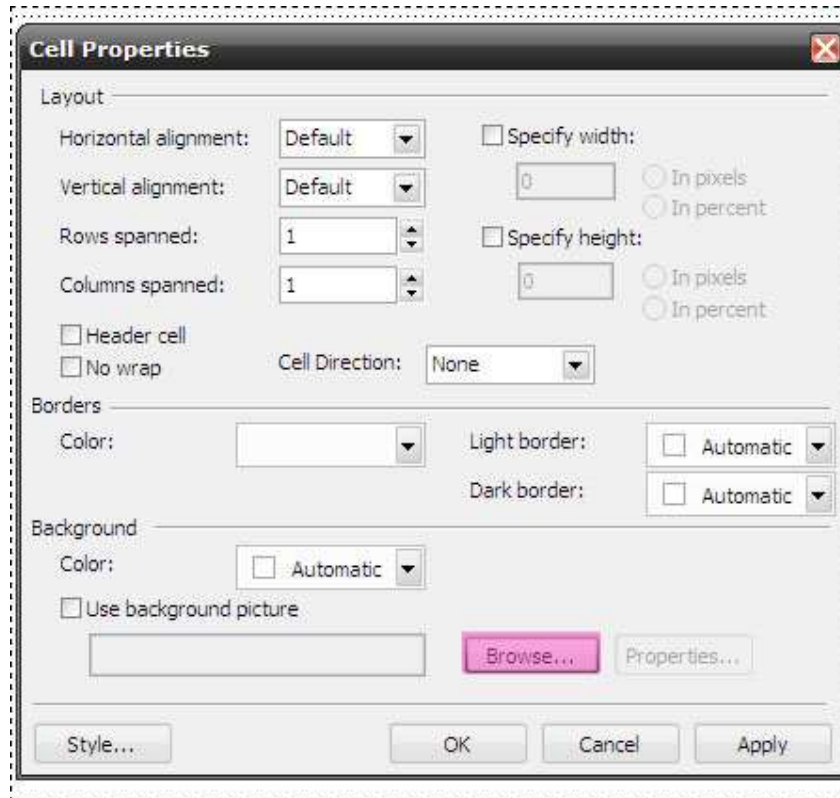 Cell Properties
Layout
Horizontal alignment: Default
Specify width:
Vertical alignment: Default
0
In pixels
In percent
Rows spanned: 1
Specify height:
Columns spanned: 1
0
In pixels
In percent
Header cell
No wrap
Cell Direction: None
Borders
Color:
Light border: Automatic
Dark border: Automatic
Background
Color: Automatic
Use background picture
Browse... Properties...
Style... OK Cancel Apply